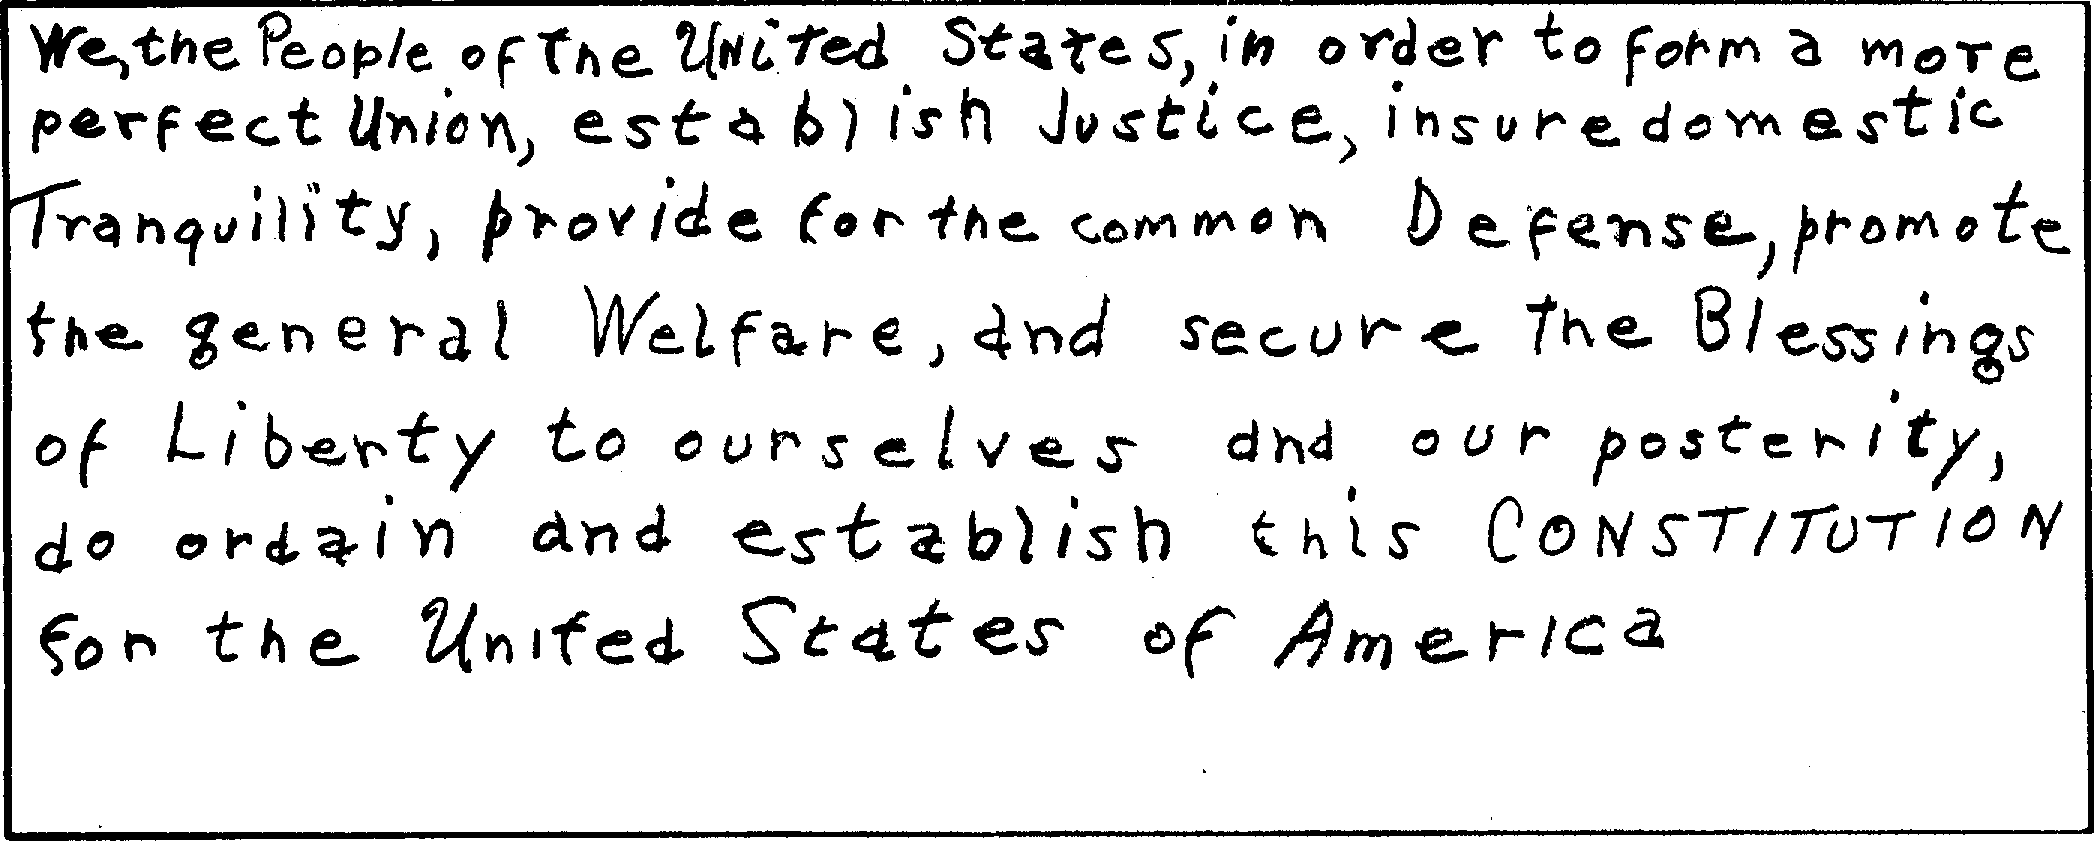 We, the People of the United States, in order to form a more
perfect Union, establish Justice, insure domestic
Tranquility, provide for the common Defense, promote
the general Welfare, and secure the Blessings
of Liberty to ourselves and our posterity,
do ordain and establish this CONSTITUTION
for the United States of America